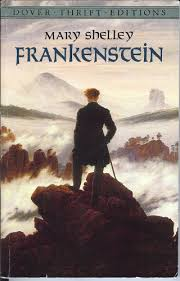 DOVER · THRIFT · EDITIONS
MARY SHELLEY
FRANKENSTEIN